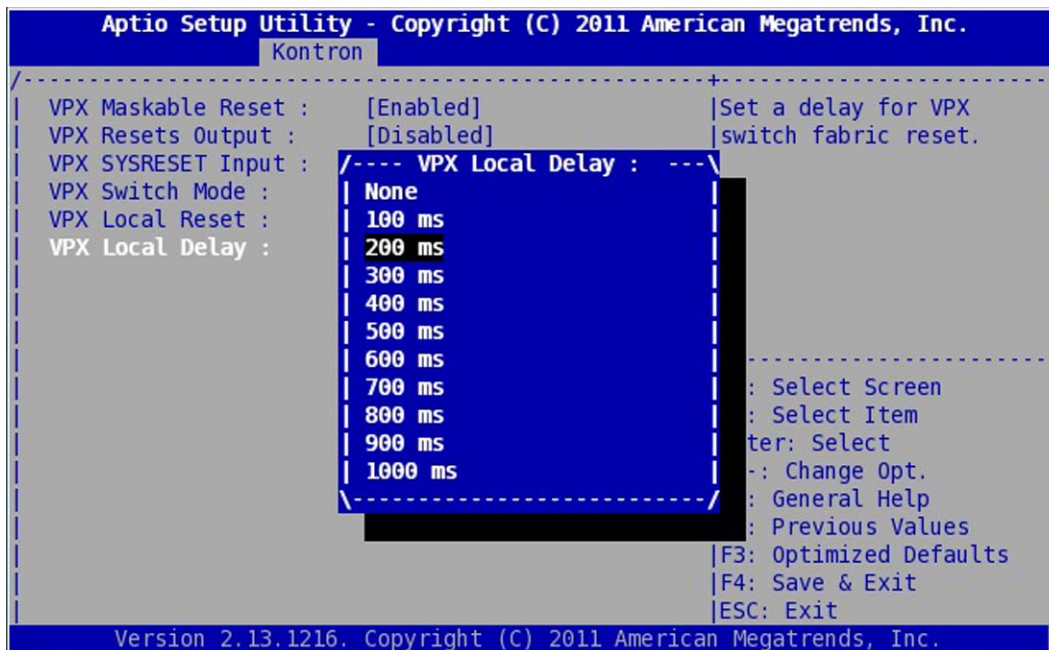 Aptio Setup Utility - Copyright (C) 2011 American Megatrends, Inc.
Kontron
VPX Maskable Reset : [Enabled]
VPX Resets Output : [Disabled]
VPX SYSRESET Input :
VPX Switch Mode :
VPX Local Reset :
VPX Local Delay :
VPX Local Delay :
None
100 ms
200 ms
300 ms
400 ms
500 ms
600 ms
700 ms
800 ms
900 ms
1000 ms
Set a delay for VPX
switch fabric reset.
: Select Screen
: Select Item
ter: Select
-: Change Opt.
: General Help
: Previous Values
F3: Optimized Defaults
F4: Save & Exit
ESC: Exit
Version 2.13.1216. Copyright (C) 2011 American Megatrends, Inc.